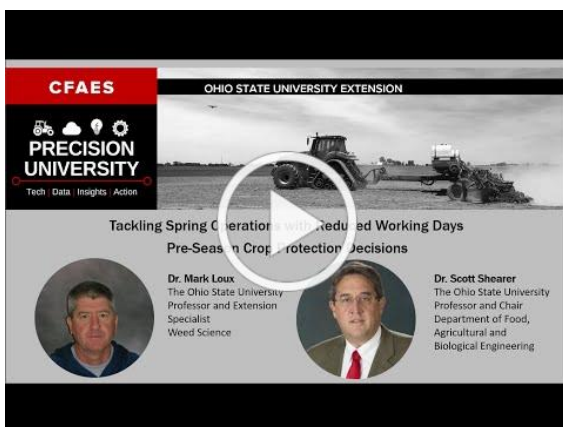 CFAES
OHIO STATE UNIVERSITY EXTENSION
PRECISION
UNIVERSITY
Tech | Data | Insights | Action
Tackling Spring Operations with Reduced Working Days
Pre-Season Crop Protection Decisions
Dr. Mark Loux
The Ohio State University
Professor and Extension
Specialist
Weed Science
Dr. Scott Shearer
The Ohio State University
Professor and Chair
Department of Food,
Agricultural and
Biological Engineering